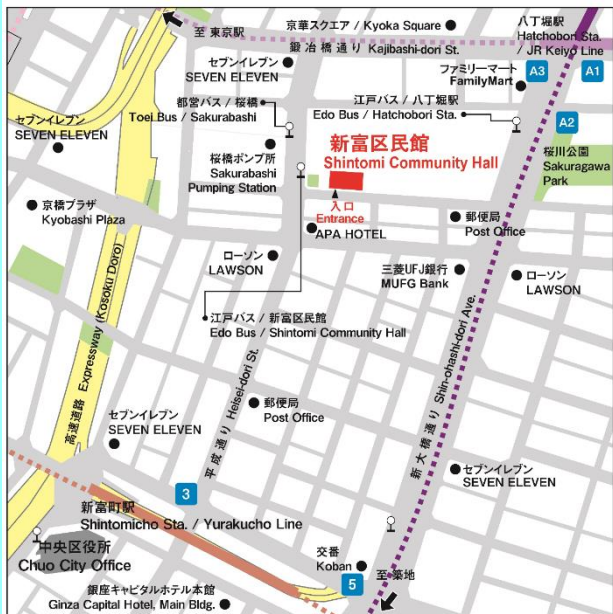 京華スクエア / Kyoka Square
八丁堀駅
Hatchobori Sta.
/ JR Keiyo Line
至 東京駅
鍛冶橋通り Kajibashi-dori St.
セブンイレブン
SEVEN ELEVEN
ファミリーマート
FamilyMart
A3
A1
都営バス / 桜橋
Toei Bus / Sakurabashi
江戸バス / 八丁堀駅
Edo Bus / Hatchobori Sta.
A2
セブンイレブン
SEVEN ELEVEN
新富区民館
Shintomi Community Hall
桜橋ポンプ所
Sakurabashi
Pumping Station
桜川公園
Sakuragawa
Park
入口
Entrance
京橋プラザ
Kyobashi Plaza
APA HOTEL
郵便局
Post Office
ローソン
LAWSON
三菱UFJ銀行
MUFG Bank
ローソン
LAWSON
江戸バス / 新富区民館
Edo Bus / Shintomi Community Hall
高速道路 Expressway (Kosoku Doro)
平成通り Heisei-dori St.
新大橋通り Shin-ohashi-dori Ave.
郵便局
Post Office
セブンイレブン
SEVEN ELEVEN
セブンイレブン
SEVEN ELEVEN
3
新富町駅
Shintomicho Sta. / Yurakucho Line
中央区役所
Chuo City Office
交番
Koban
5
至 築地
銀座キャピタルホテル本館
Ginza Capital Hotel, Main Bldg.